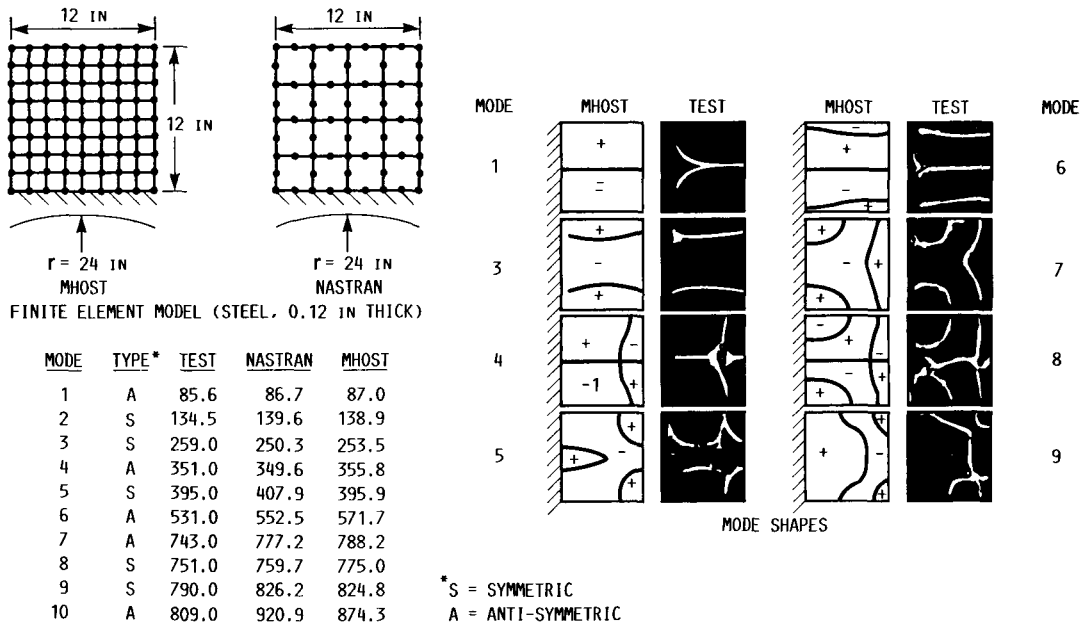 12 IN
12 IN
12 IN
r = 24 IN
MHOST
r = 24 IN
NASTRAN
FINITE ELEMENT MODEL (STEEL, 0.12 IN THICK)
MODE TYPE* TEST NASTRAN MHOST
1 A 85.6 86.7 87.0
2 S 134.5 139.6 138.9
3 S 259.0 250.3 253.5
4 A 351.0 349.6 355.8
5 S 395.0 407.9 395.9
6 A 531.0 552.5 571.7
7 A 743.0 777.2 788.2
8 S 751.0 759.7 775.0
9 S 790.0 826.2 824.8
10 A 809.0 920.9 874.3
MODE MHOST TEST MHOST TEST MODE
1
+
-
=
-
+
-
+
6
3
+
-
+
+
-
+
+
7
4
+
-
-1
+
-
+
-
+
+
8
5
+
+
-
+
+
+
-
+
9
MODE SHAPES
*S = SYMMETRIC
A = ANTI-SYMMETRIC